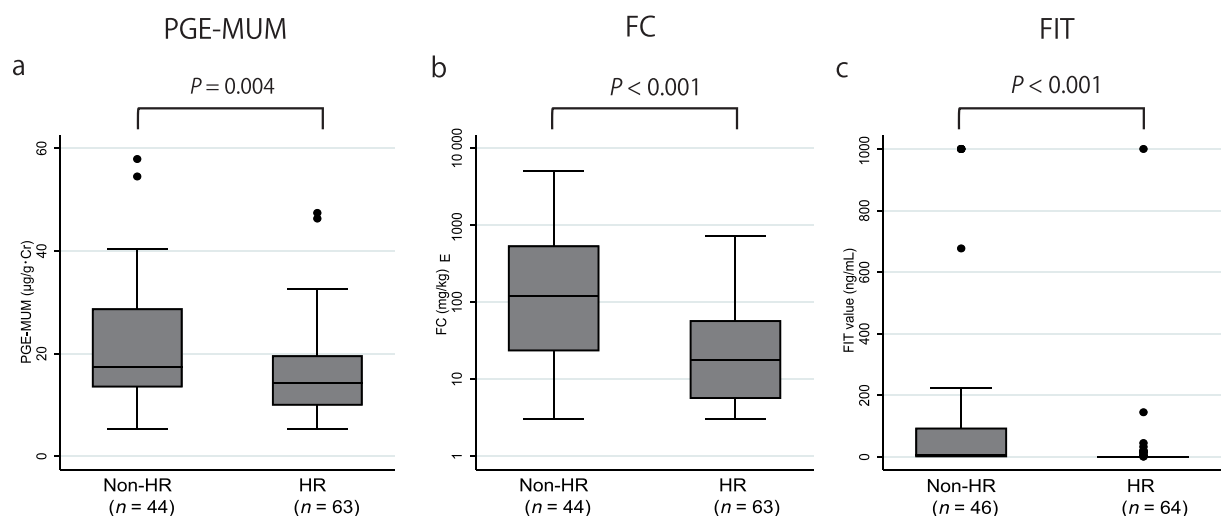 PGE-MUM
FC
FIT
a
b
c
P = 0.004
P < 0.001
P < 0.001
PGE-MUM (μg/g·Cr)
60
40
20
0
FC (mg/kg) E
10 000
1000
100
10
1
FIT value (ng/mL)
1000
800
600
400
200
0
Non-HR
HR
Non-HR
HR
Non-HR
HR
(n = 44)
(n = 63)
(n = 44)
(n = 63)
(n = 46)
(n = 64)